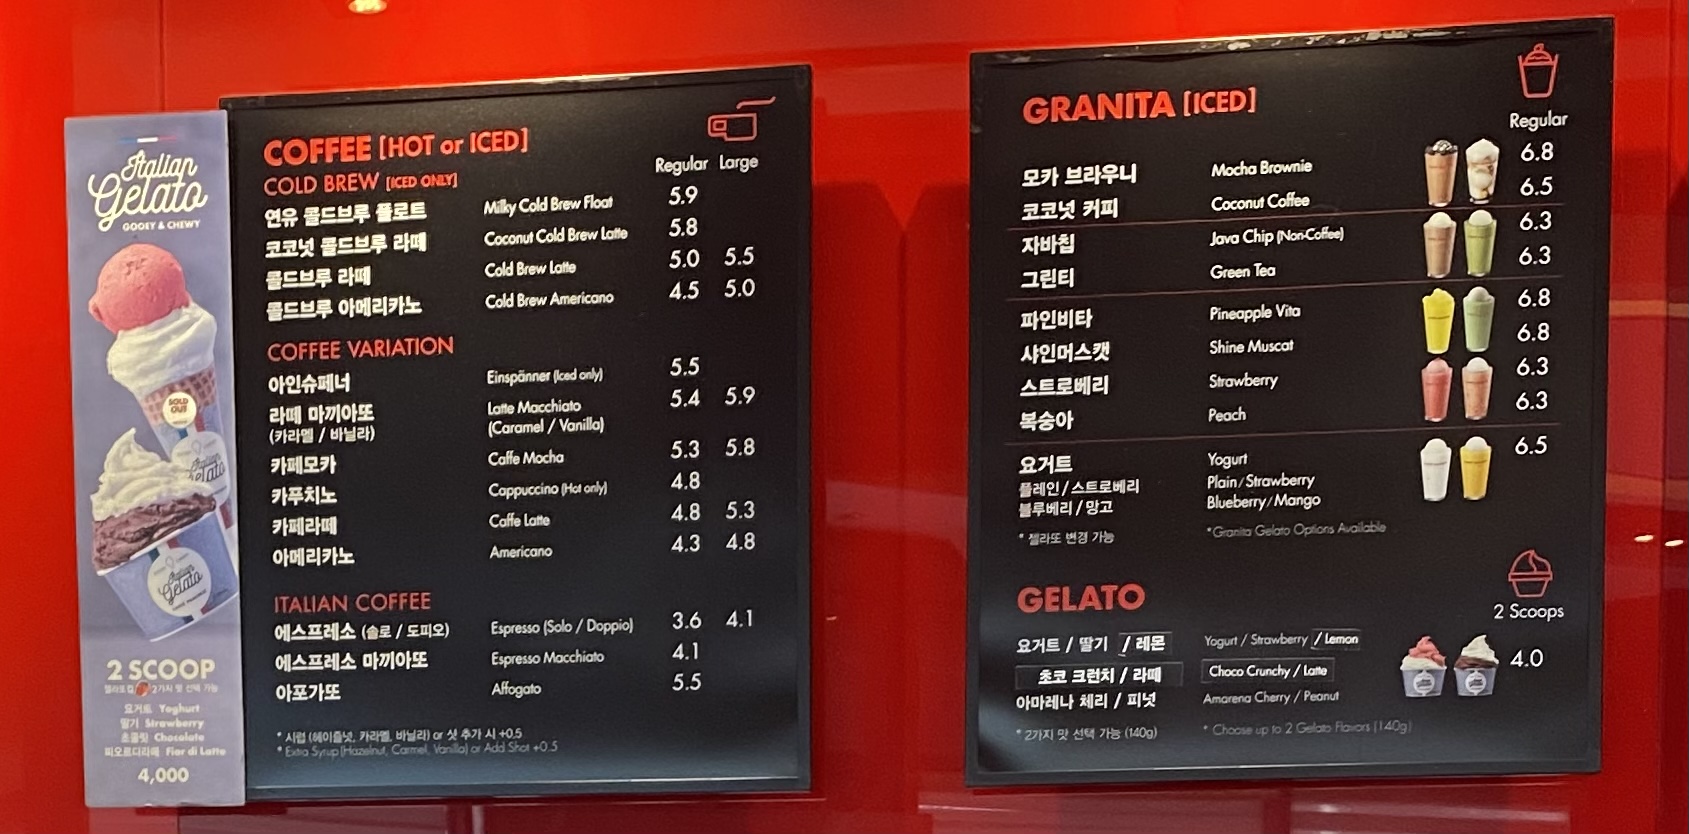 Italian
Gelato
GOOEY & CHEWY
SOLD OUT
Italian
Gelato
2 SCOOP
2가지 맛 선택 가능
요거트 Yoghurt
딸기 Strawberry
초콜릿 Chocolate
피오르디라떼 Fior di Latte
4,000
COFFEE [HOT or ICED]
Regular Large
COLD BREW [ICED ONLY]
연유 콜드브루 플로트 Milky Cold Brew Float 5.9
코코넛 콜드브루 라떼 Coconut Cold Brew Latte 5.8
콜드브루 라떼 Cold Brew Latte 5.0 5.5
콜드브루 아메리카노 Cold Brew Americano 4.5 5.0
COFFEE VARIATION
아인슈페너 Einspänner (Iced only) 5.5
라떼 마끼아또 Latte Macchiato 5.4 5.9
(카라멜 / 바닐라) (Caramel / Vanilla)
카페모카 Caffe Mocha 5.3 5.8
카푸치노 Cappuccino (Hot only) 4.8
카페라떼 Caffe Latte 4.8 5.3
아메리카노 Americano 4.3 4.8
ITALIAN COFFEE
에스프레소 (솔로 / 도피오) Espresso (Solo / Doppio) 3.6 4.1
에스프레소 마끼아또 Espresso Macchiato 4.1
아포가또 Affogato 5.5
* 시럽 (헤이즐넛, 카라멜, 바닐라) or 샷 추가 시 +0.5
* Extra Syrup (Hazelnut, Carmel, Vanilla) or Add Shot +0.5
GRANITA [ICED]
Regular
모카 브라우니 Mocha Brownie 6.8
코코넛 커피 Coconut Coffee 6.5
자바칩 Java Chip (Non-Coffee) 6.3
그린티 Green Tea 6.3
파인비타 Pineapple Vita 6.8
샤인머스캣 Shine Muscat 6.8
스트로베리 Strawberry 6.3
복숭아 Peach 6.3
요거트 Yogurt 6.5
플레인 / 스트로베리 Plain / Strawberry
블루베리 / 망고 Blueberry / Mango
* 젤라또 변경 가능 *Granita Gelato Options Available
GELATO
2 Scoops
요거트 / 딸기 / 레몬 Yogurt / Strawberry / Lemon
초코 크런치 / 라떼 Choco Crunchy / Latte 4.0
아마레나 체리 / 피넛 Amarena Cherry / Peanut
* 2가지 맛 선택 가능 (140g) * Choose up to 2 Gelato Flavors (140g)